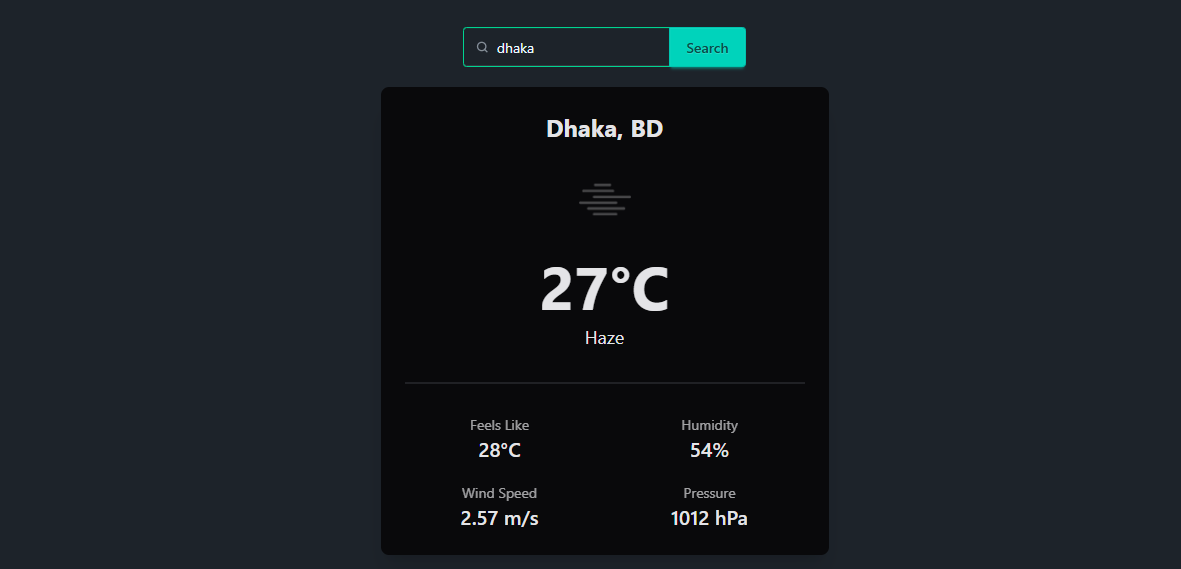 dhaka Search
Dhaka, BD
27°C
Haze
Feels Like Humidity
28°C 54%
Wind Speed Pressure
2.57 m/s 1012 hPa